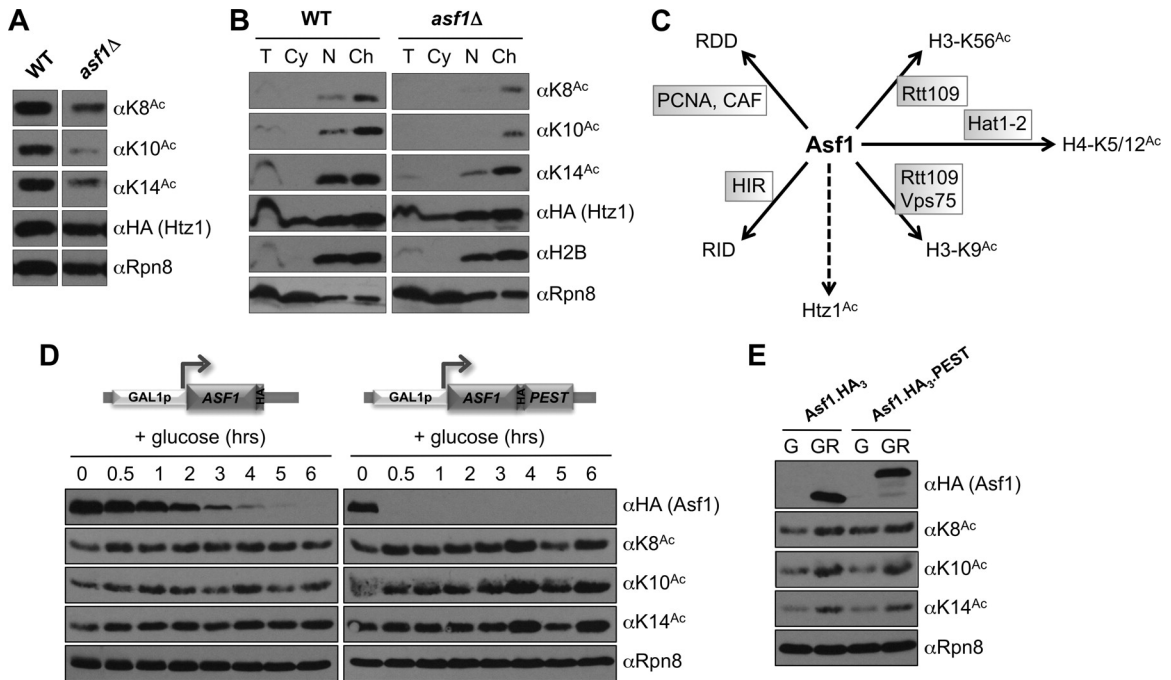 A
WT
asf1Δ
αK8Ac
αK10Ac
αK14Ac
αHA (Htz1)
αRpn8
B
WT asf1Δ
T Cy N Ch T Cy N Ch
αK8Ac
αK10Ac
αK14Ac
αHA (Htz1)
αH2B
αRpn8
C
RDD H3-K56Ac
PCNA, CAF Rtt109
Hat1-2
Asf1 H4-K5/12Ac
HIR Rtt109
Vps75
RID H3-K9Ac
Htz1Ac
D
GAL1p ASF1 HA GAL1p ASF1 HA PEST
+ glucose (hrs) + glucose (hrs)
0 0.5 1 2 3 4 5 6 0 0.5 1 2 3 4 5 6
αHA (Asf1)
αK8Ac
αK10Ac
αK14Ac
αRpn8
E
Asf1.HA3
Asf1.HA3.PEST
G GR G GR
αHA (Asf1)
αK8Ac
αK10Ac
αK14Ac
αRpn8